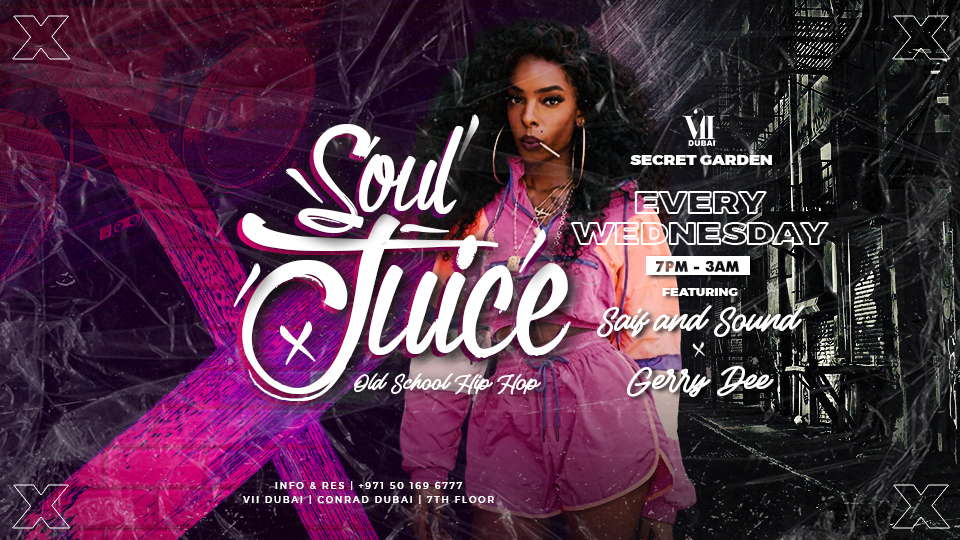 Soul
Juice
Old School Hip Hop
VII
DUBAI
SECRET GARDEN
EVERY
WEDNESDAY
7PM - 3AM
FEATURING
Saif and Sound
X
Gerry Dee
INFO & RES | +971 50 169 6777
VII DUBAI | CONRAD DUBAI | 7TH FLOOR
X
X
X
X